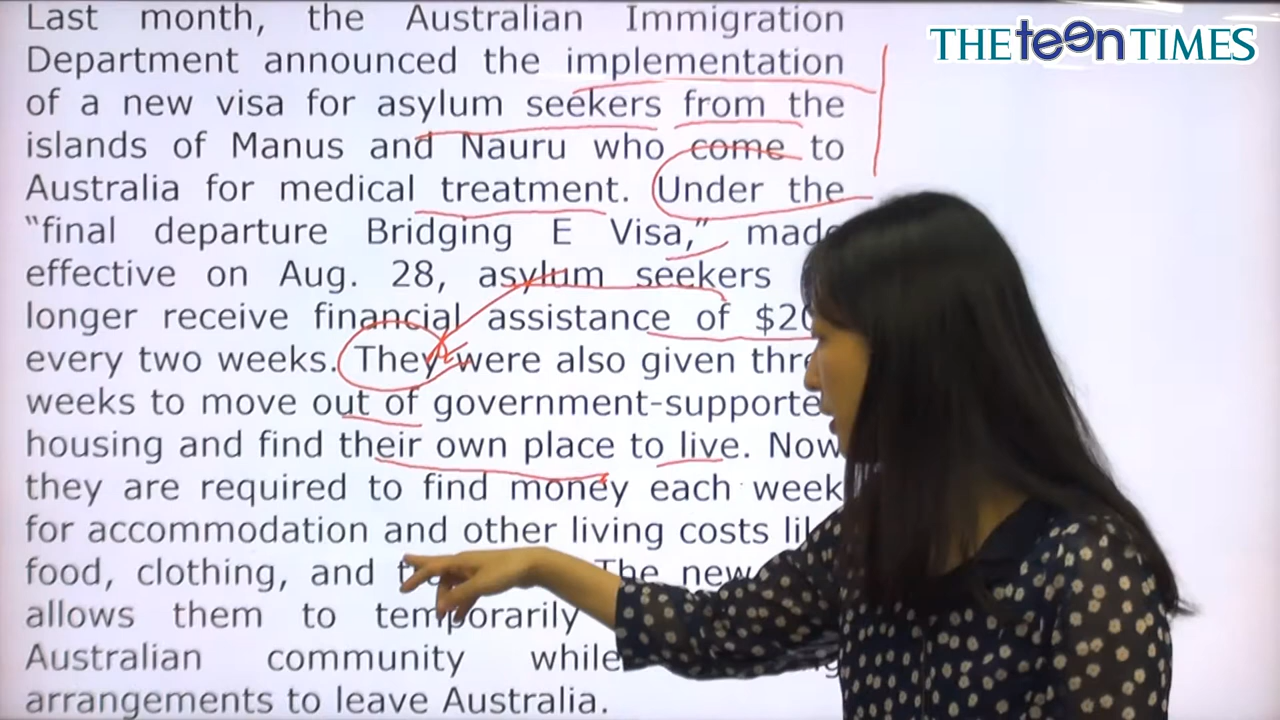 THE teen TIMES
Last month, the Australian Immigration
Department announced the implementation
of a new visa for asylum seekers from the
islands of Manus and Nauru who come to
Australia for medical treatment. Under the
“final departure Bridging E Visa,” made
effective on Aug. 28, asylum seekers
longer receive financial assistance of
every two weeks. They were also given
weeks to move out of government-supported
housing and find their own place to live. Now
they are required to find money each week
for accommodation and other living costs
food, clothing, and The new
allows them to temporarily
Australian community while
arrangements to leave Australia.